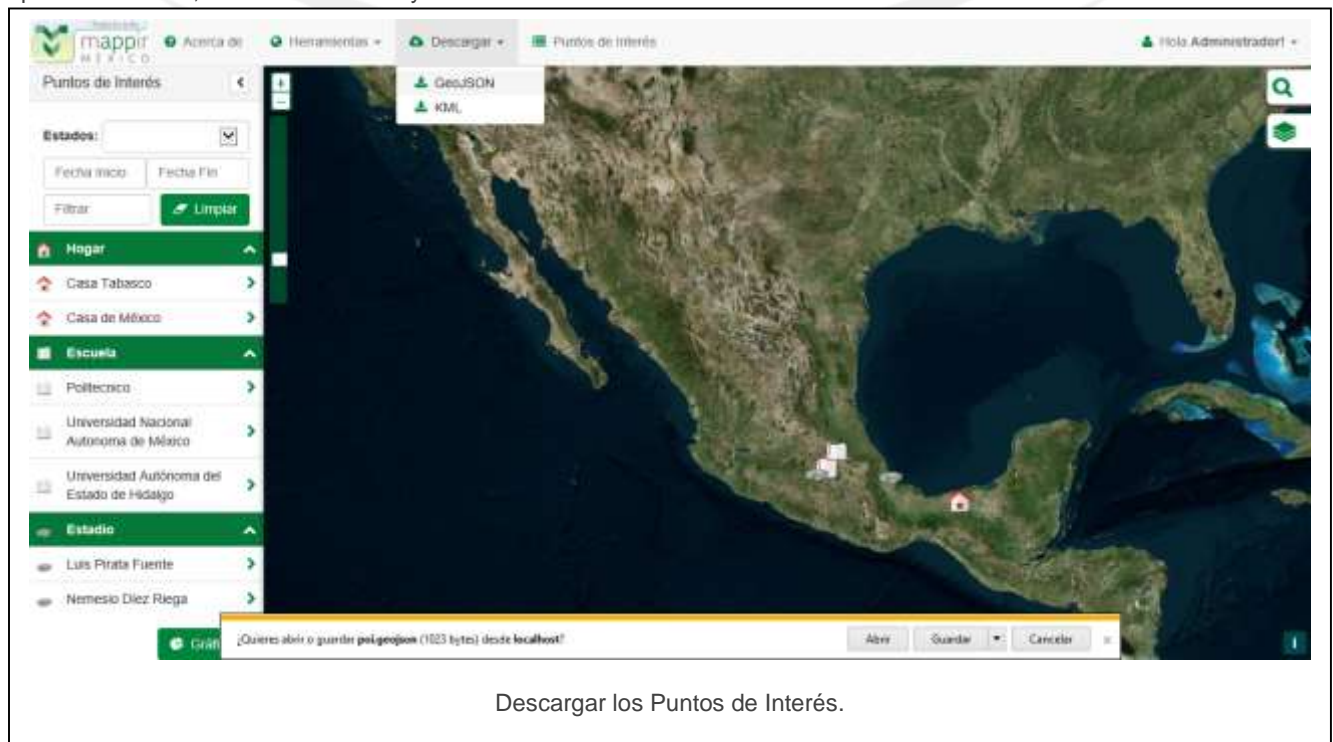 mappir
MÉXICO
Acerca de
Herramientas
Descargar
Puntos de Interés
Hola Administrador!
GeoJSON
KML
Puntos de Interés
Estados:
Fecha Inicio Fecha Fin
Filtrar Limpiar
Hogar
Casa Tabasco
Casa de México
Escuela
Politecnico
Universidad Nacional
Autonoma de México
Universidad Autónoma del
Estado de Hidalgo
Estadio
Luis Pirata Fuente
Nemesio Díez Riega
Gráfi
¿Quieres abrir o guardar poi.geojson (1023 bytes) desde localhost?
Abrir Guardar Cancelar
Descargar los Puntos de Interés.